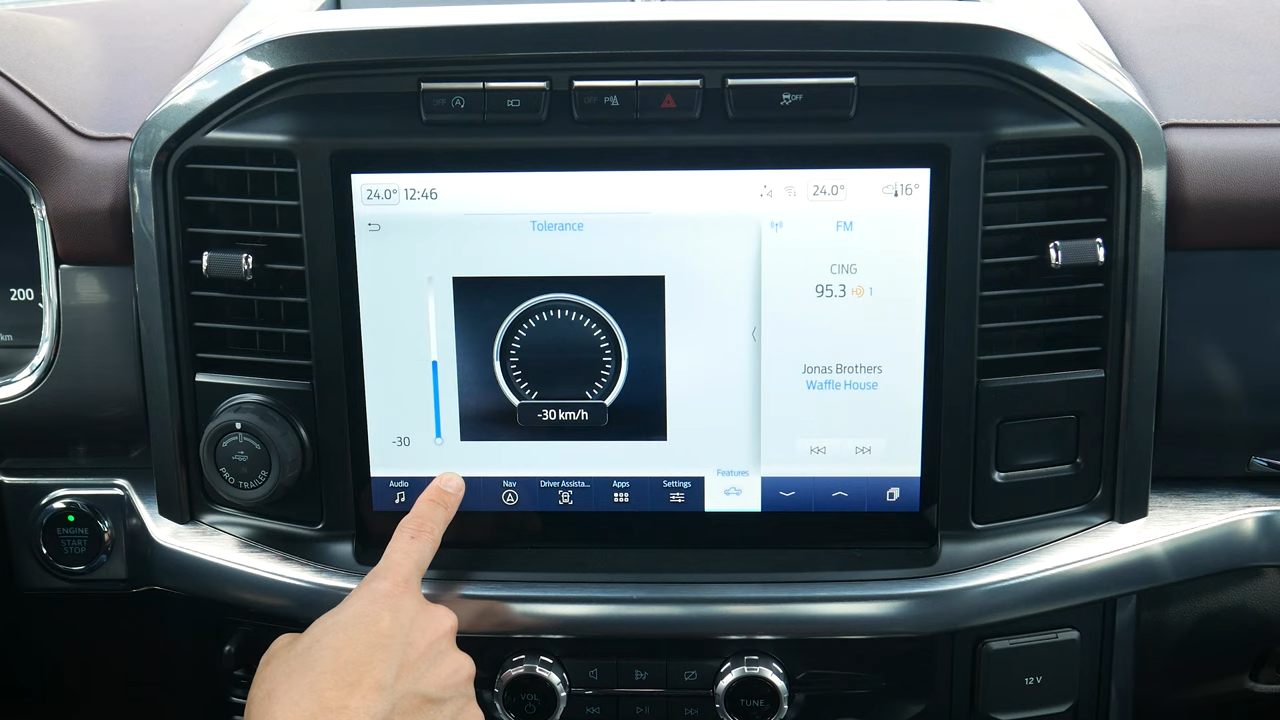 OFF
OFF P
OFF
24.0° 12:46
24.0° 16°
Tolerance
FM
CING
95.3 HD 1
-30 km/h
-30
Jonas Brothers
Waffle House
Audio
Nav
Driver Assista...
Apps
Settings
Features
200
km
PRO TRAILER
ENGINE
START
STOP
VOL
TUNE
12 V